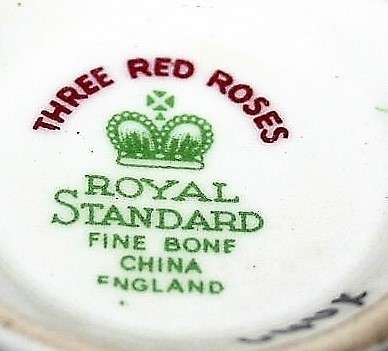 THREE RED ROSES
ROYAL
STANDARD
FINE BONE
CHINA
ENGLAND